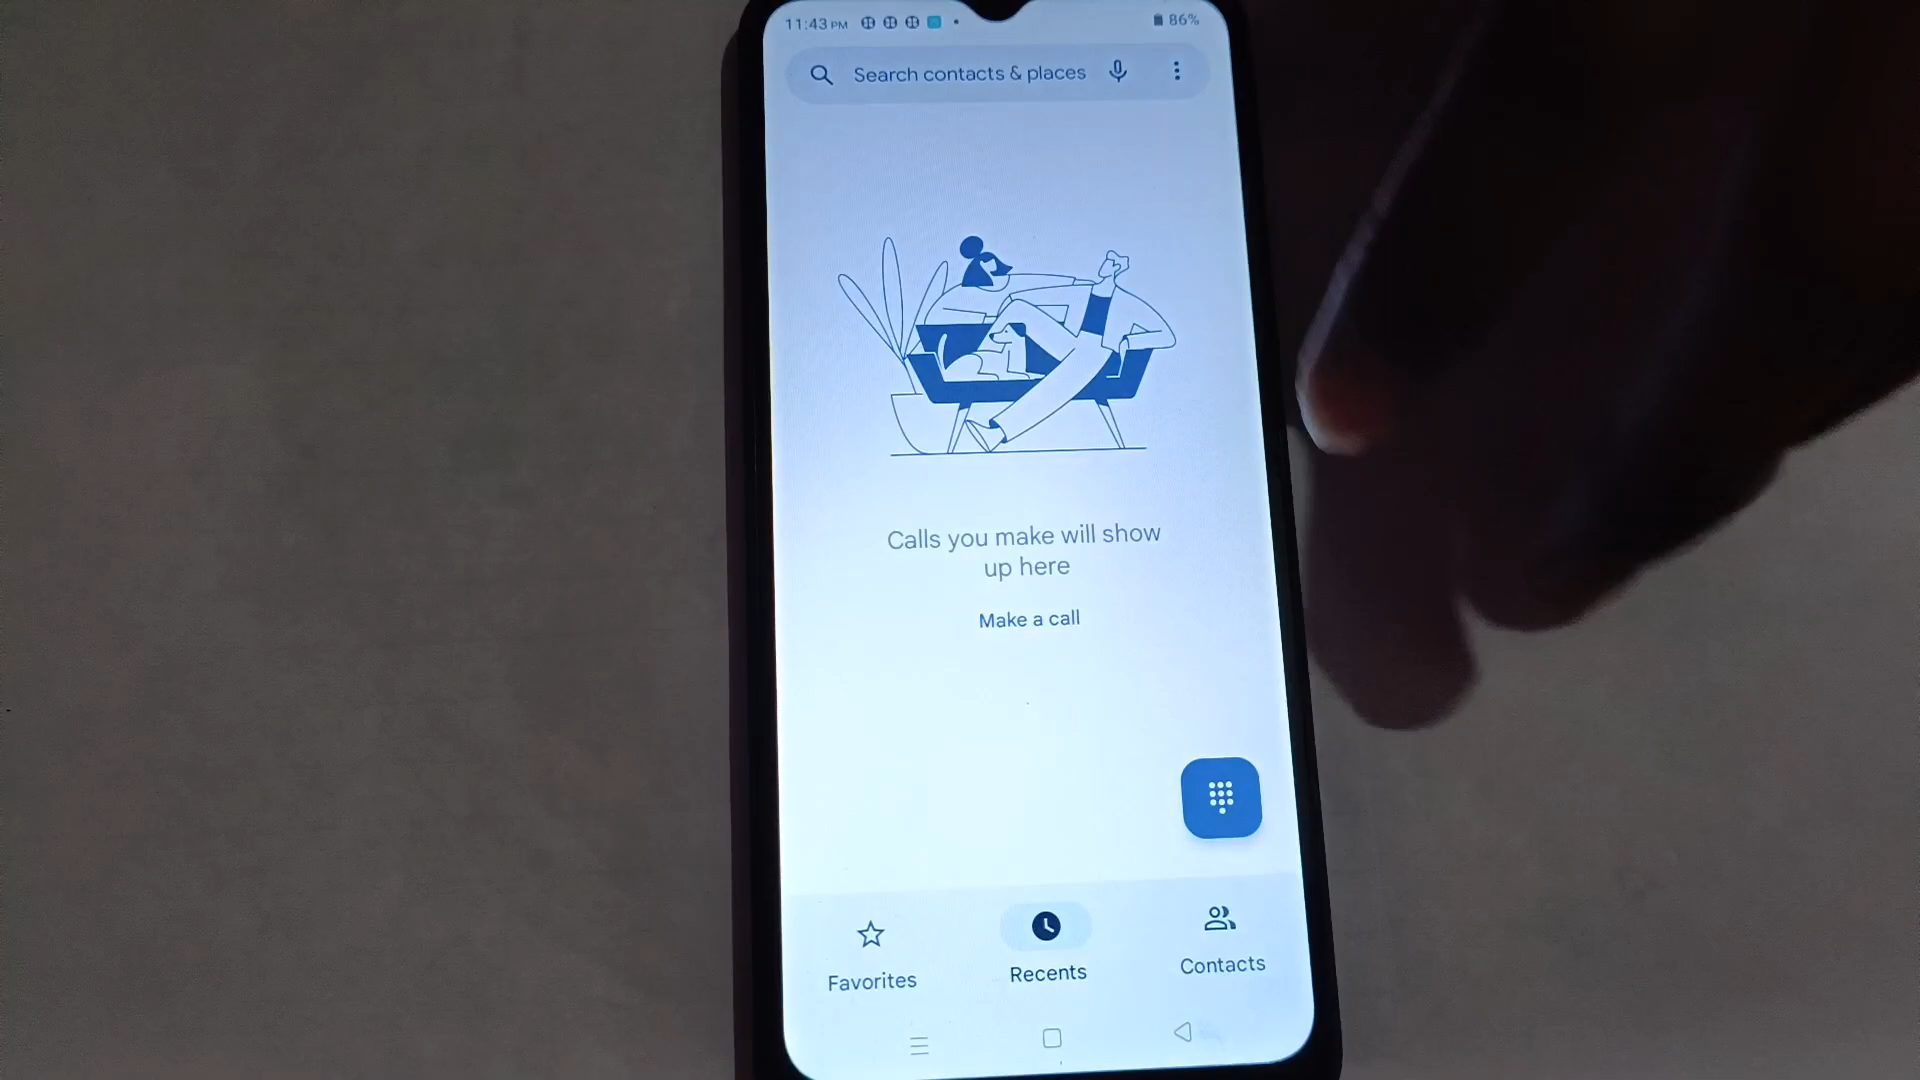 11:43 PM 86%
Search contacts & places
Calls you make will show
up here
Make a call
Favorites Recents Contacts